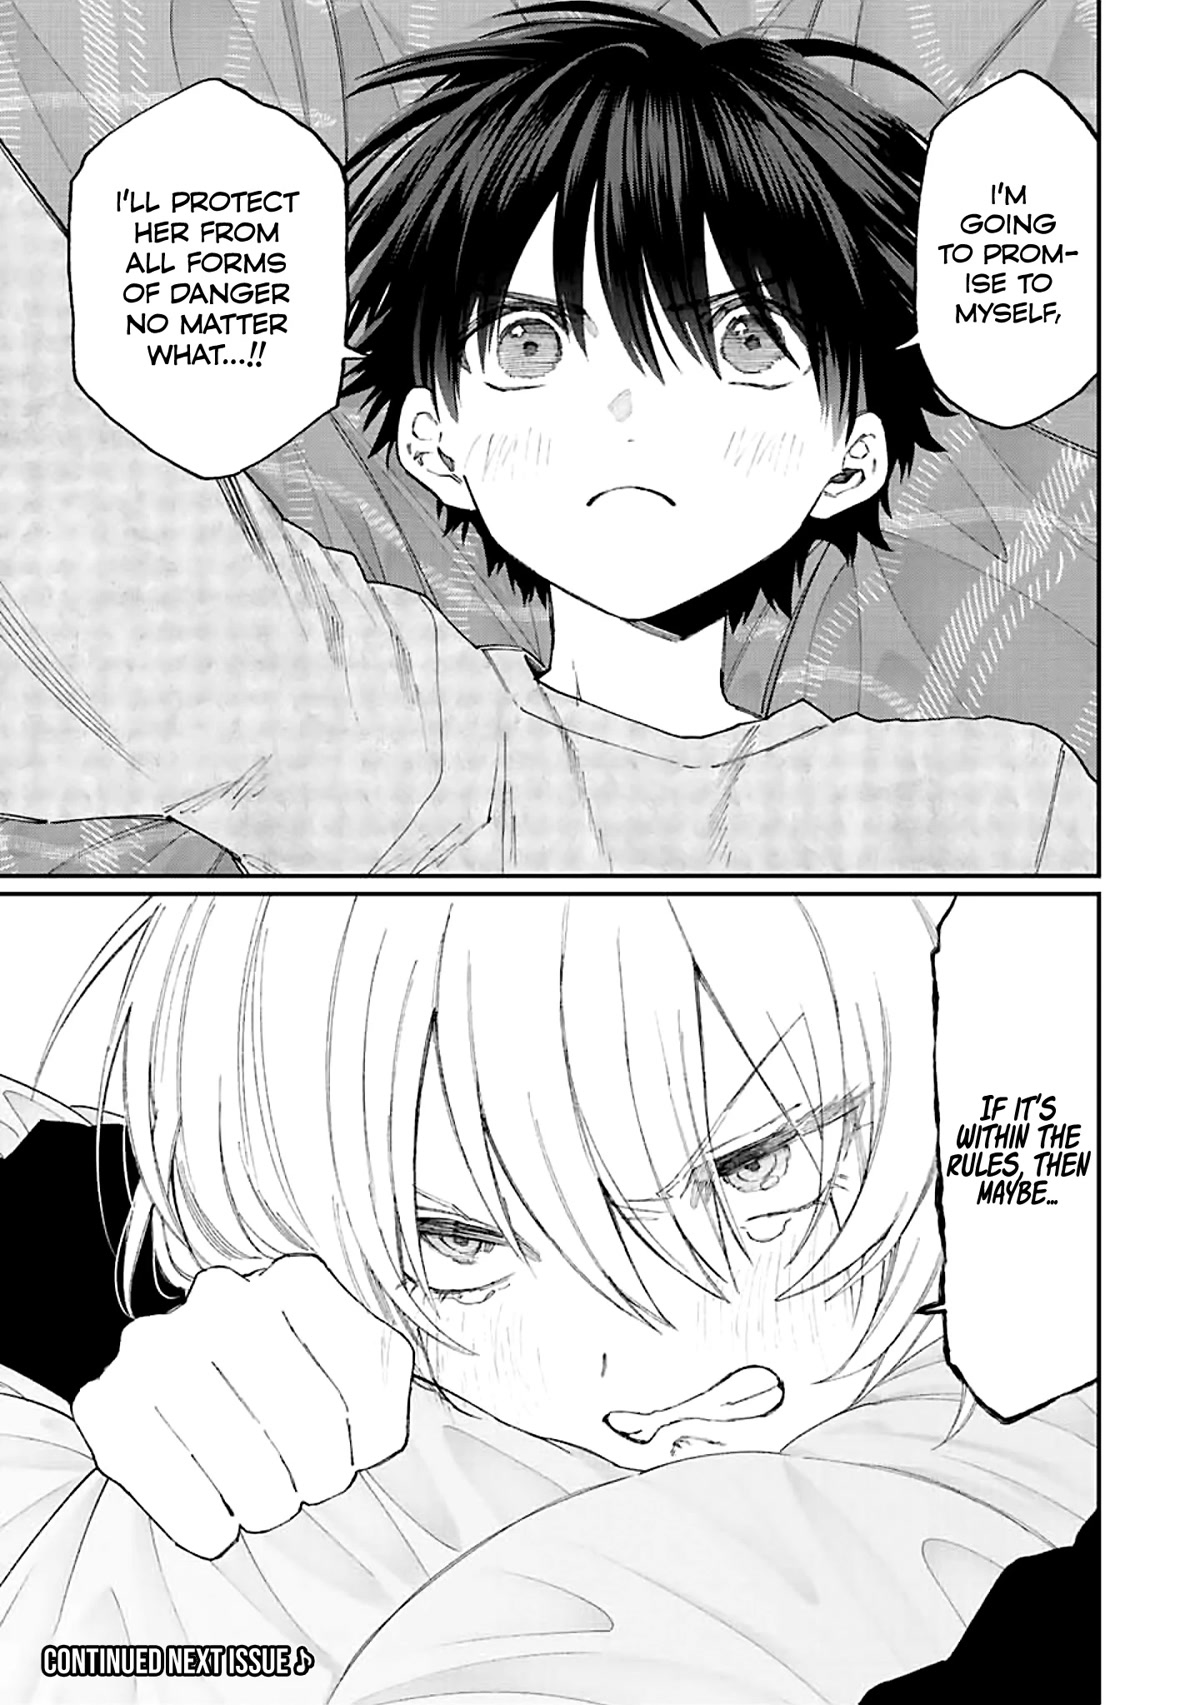 I'M
GOING
TO PROM-
ISE TO
MYSELF,
I'LL PROTECT
HER FROM
ALL FORMS
OF DANGER
NO MATTER
WHAT...!!
IF IT'S
WITHIN THE
RULES, THEN
MAYBE...
CONTINUED NEXT ISSUE♪